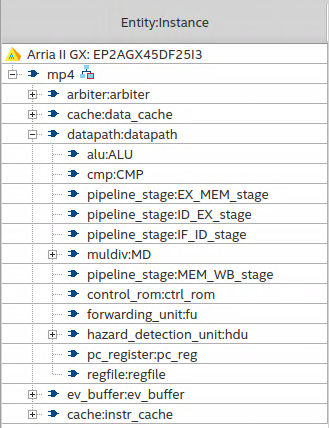 Entity:Instance
Arria II GX: EP2AGX45DF25I3
mp4
arbiter:arbiter
cache:data_cache
datapath:datapath
alu:ALU
cmp:CMP
pipeline_stage:EX_MEM_stage
pipeline_stage:ID_EX_stage
pipeline_stage:IF_ID_stage
muldiv:MD
pipeline_stage:MEM_WB_stage
control_rom:ctrl_rom
forwarding_unit:fu
hazard_detection_unit:hdu
pc_register:pc_reg
regfile:regfile
ev_buffer:ev_buffer
cache:instr_cache